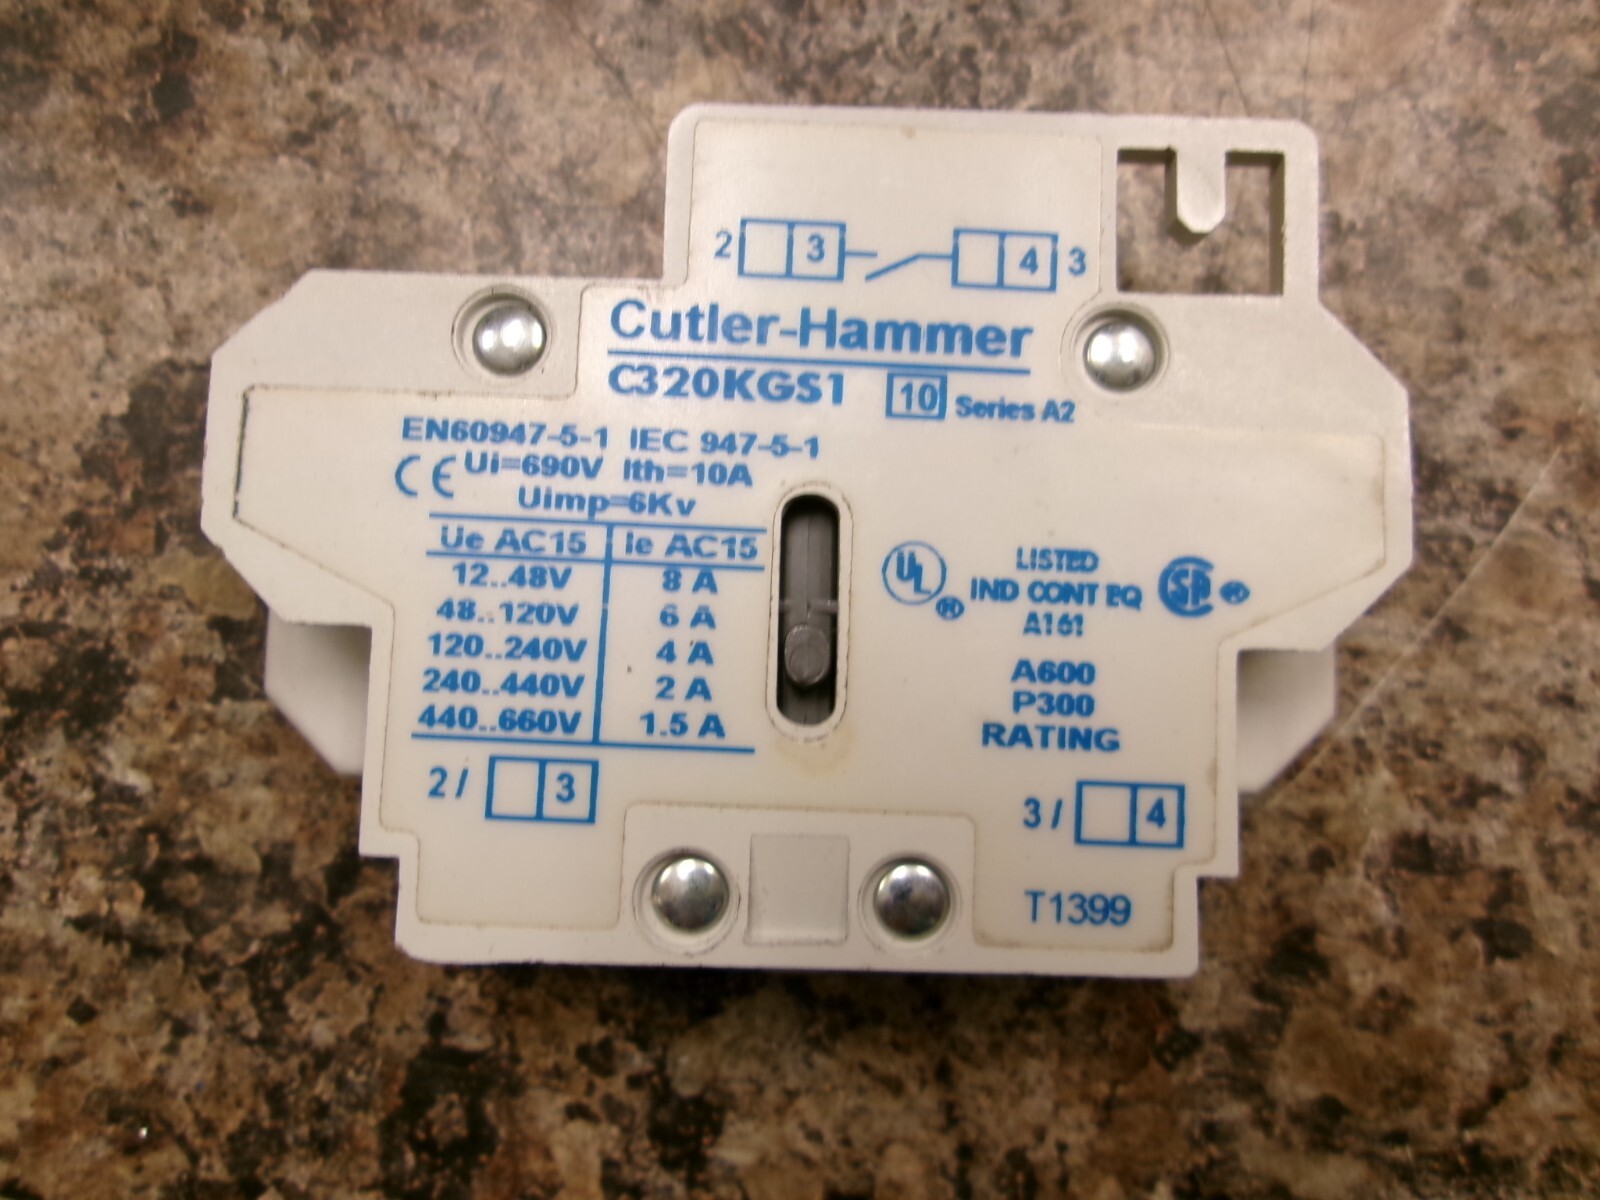 2 3 4 3
Cutler-Hammer
C320KGS1 10 Series A2
EN60947-5-1 IEC 947-5-1
CE Ui=690V Ith=10A
Uimp=6Kv
Ue AC15 Ie AC15
12..48V 8 A
48..120V 6 A
120..240V 4 A
240..440V 2 A
440..660V 1.5 A
2 / 3
UL ® LISTED SP ®
IND CONT EQ
A161
A600
P300
RATING
3 / 4
T1399